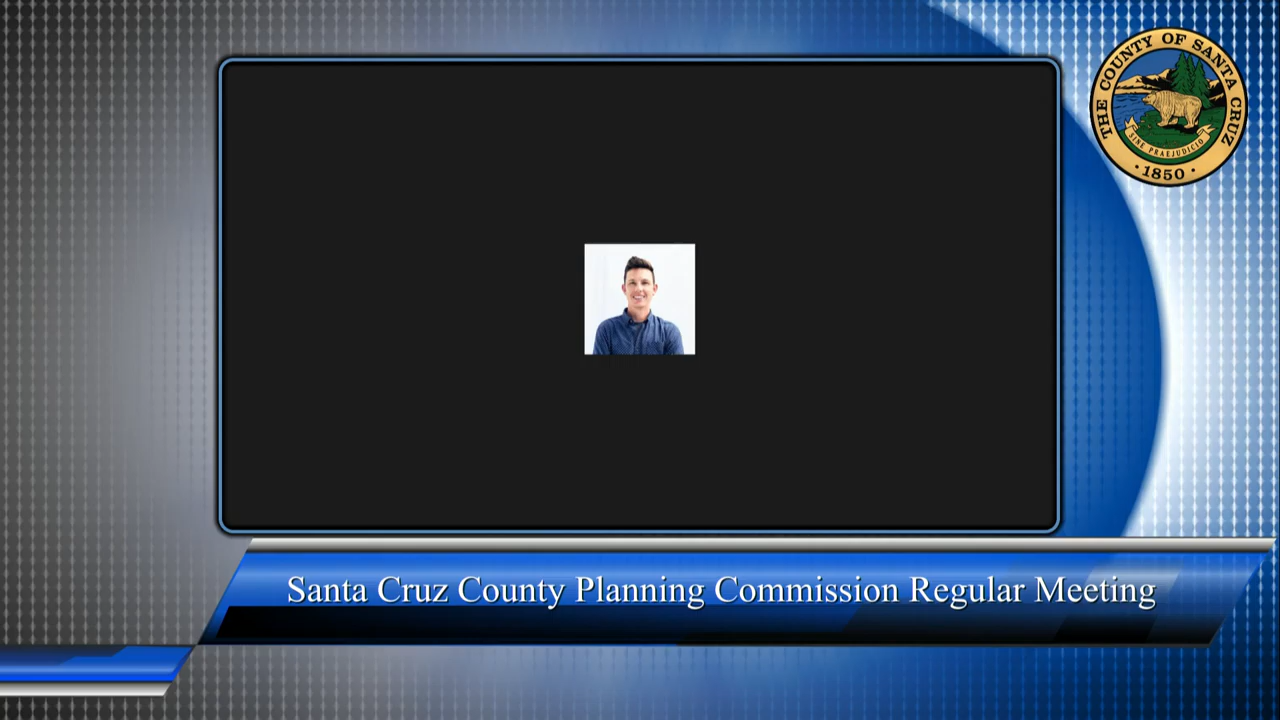 THE COUNTY OF SANTA CRUZ
SINE PRAEJUDICIO
• 1850 •
Santa Cruz County Planning Commission Regular Meeting